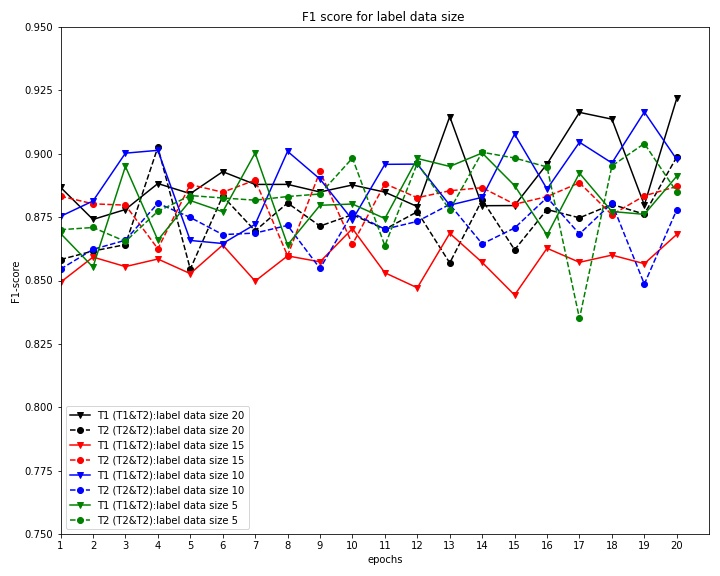 F1 score for label data size
0.950
0.925
0.900
0.875
0.850
0.825
0.800
0.775
0.750
F1-score
T1 (T1&T2):label data size 20
T2 (T2&T2):label data size 20
T1 (T1&T2):label data size 15
T2 (T2&T2):label data size 15
T1 (T1&T2):label data size 10
T2 (T2&T2):label data size 10
T1 (T1&T2):label data size 5
T2 (T2&T2):label data size 5
1 2 3 4 5 6 7 8 9 10 11 12 13 14 15 16 17 18 19 20
epochs